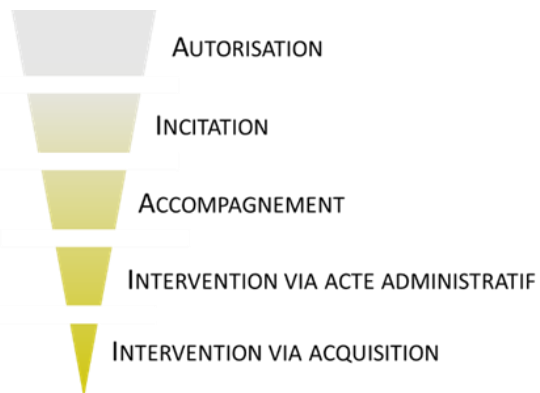 AUTORISATION
INCITATION
ACCOMPAGNEMENT
INTERVENTION VIA ACTE ADMINISTRATIF
INTERVENTION VIA ACQUISITION